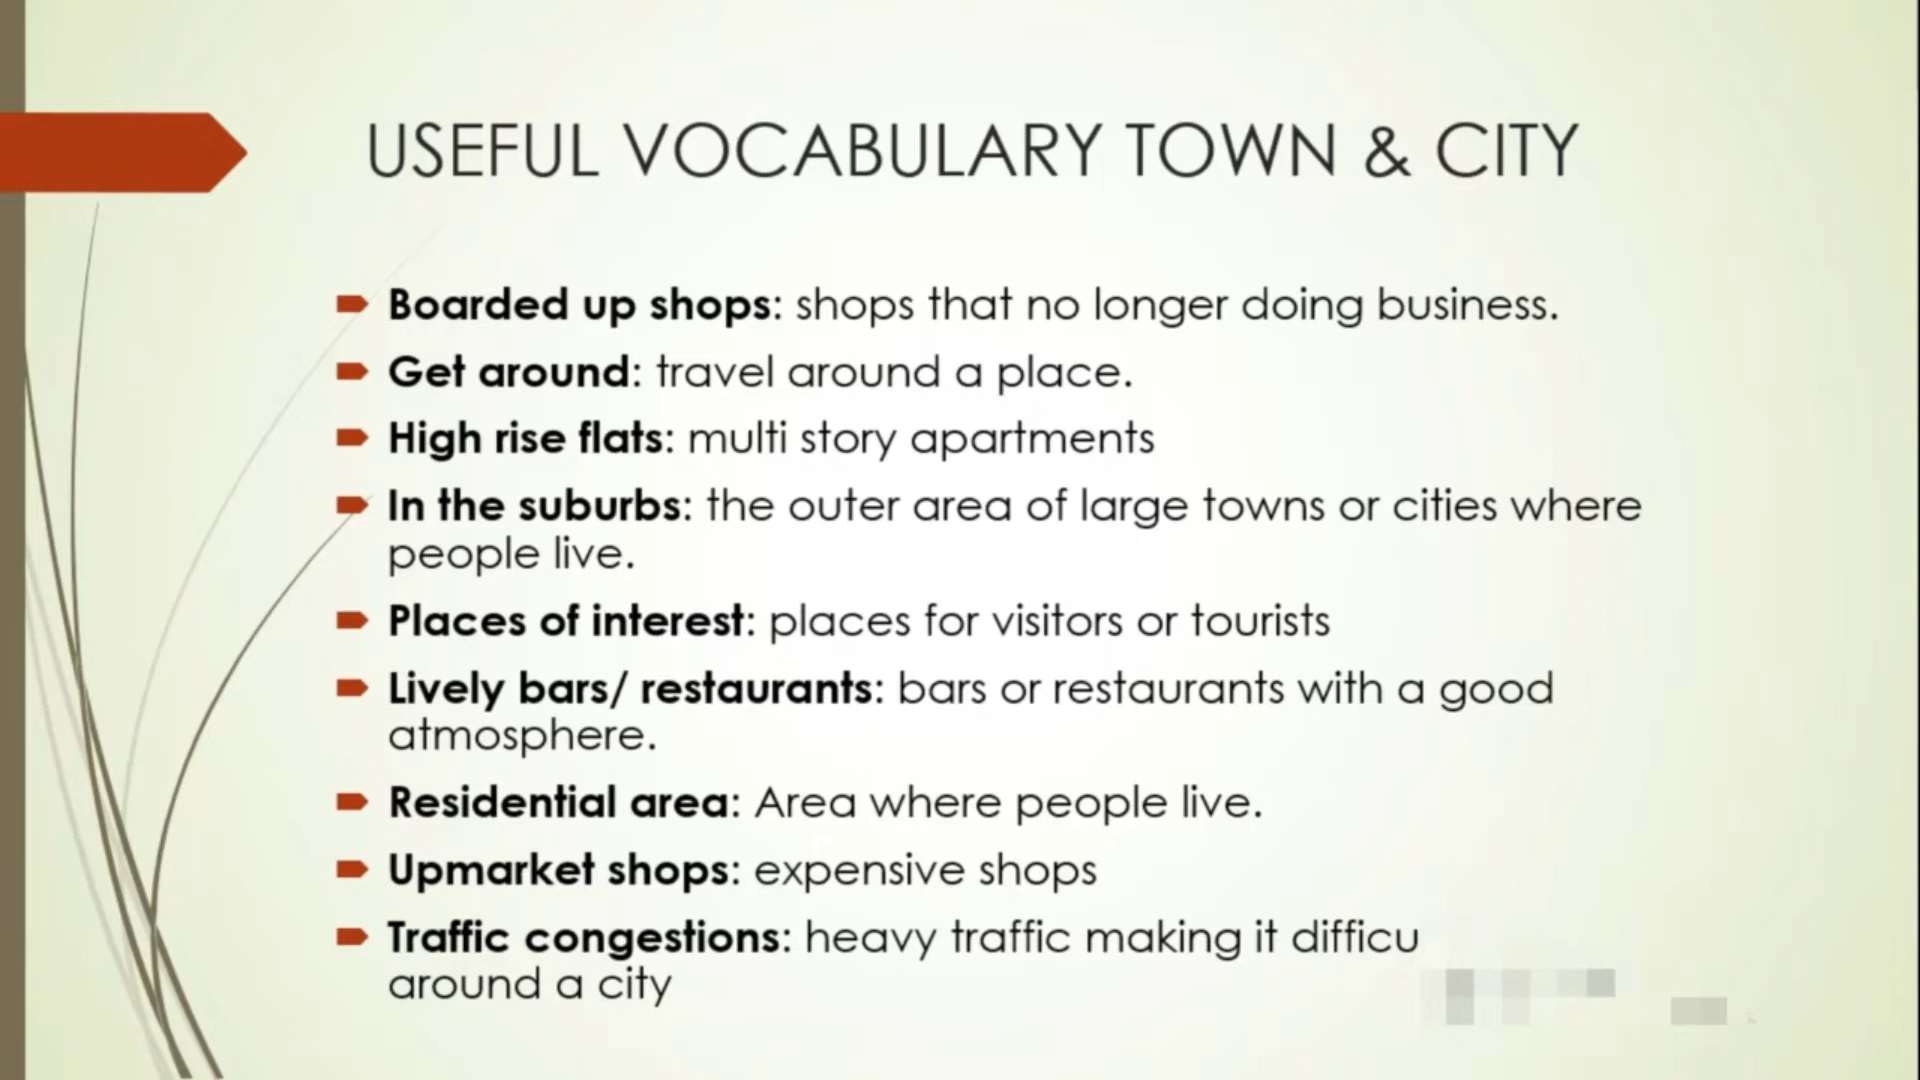 USEFUL VOCABULARY TOWN & CITY
Boarded up shops: shops that no longer doing business.
Get around: travel around a place.
High rise flats: multi story apartments
In the suburbs: the outer area of large towns or cities where
people live.
Places of interest: places for visitors or tourists
Lively bars/ restaurants: bars or restaurants with a good
atmosphere.
Residential area: Area where people live.
Upmarket shops: expensive shops
Traffic congestions: heavy traffic making it difficu
around a city